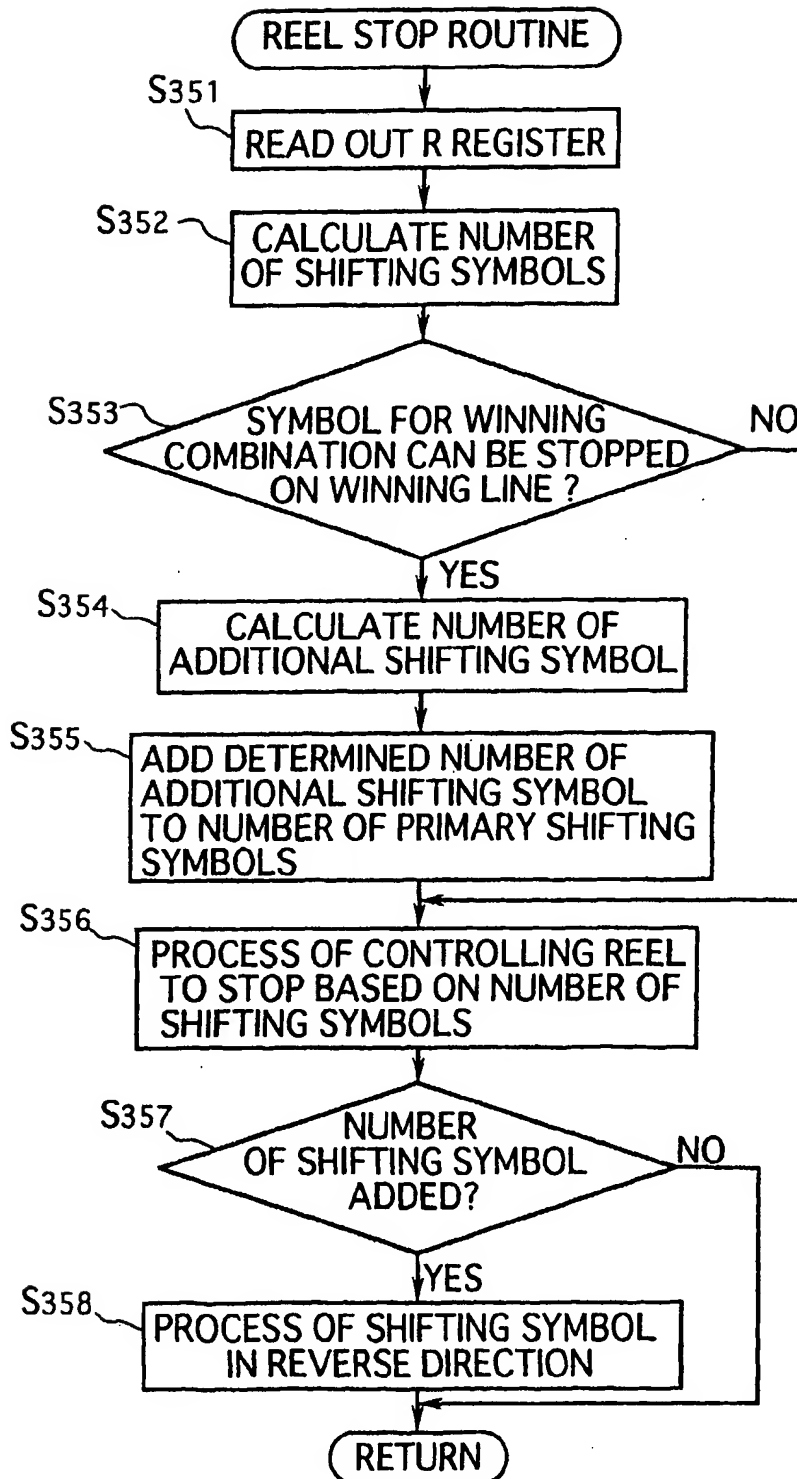 REEL STOP ROUTINE
S351
READ OUT R REGISTER
S352
CALCULATE NUMBER
OF SHIFTING SYMBOLS
S353
SYMBOL FOR WINNING
COMBINATION CAN BE STOPPED
ON WINNING LINE ?
NO
YES
S354
CALCULATE NUMBER OF
ADDITIONAL SHIFTING SYMBOL
S355
ADD DETERMINED NUMBER OF
ADDITIONAL SHIFTING SYMBOL
TO NUMBER OF PRIMARY SHIFTING
SYMBOLS
S356
PROCESS OF CONTROLLING REEL
TO STOP BASED ON NUMBER OF
SHIFTING SYMBOLS
S357
NUMBER
OF SHIFTING SYMBOL
ADDED?
NO
YES
S358
PROCESS OF SHIFTING SYMBOL
IN REVERSE DIRECTION
RETURN